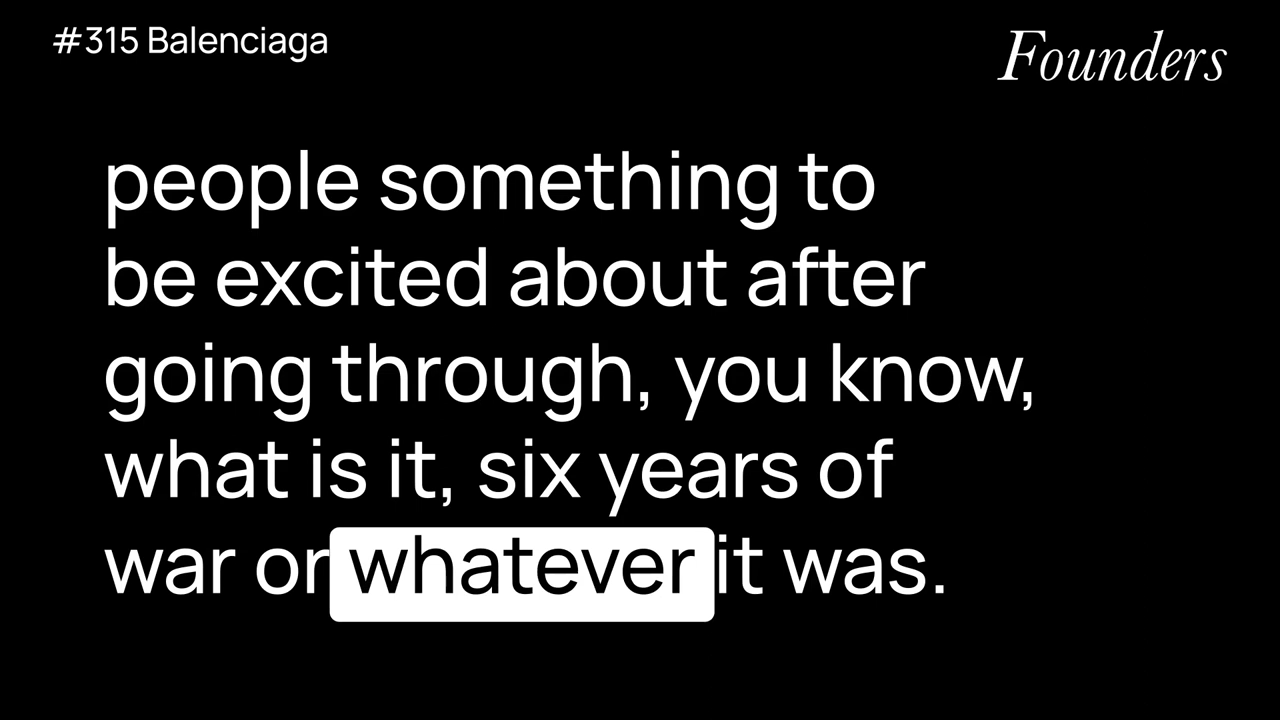 #315 Balenciaga
Founders
people something to
be excited about after
going through, you know,
what is it, six years of
war or whatever it was.